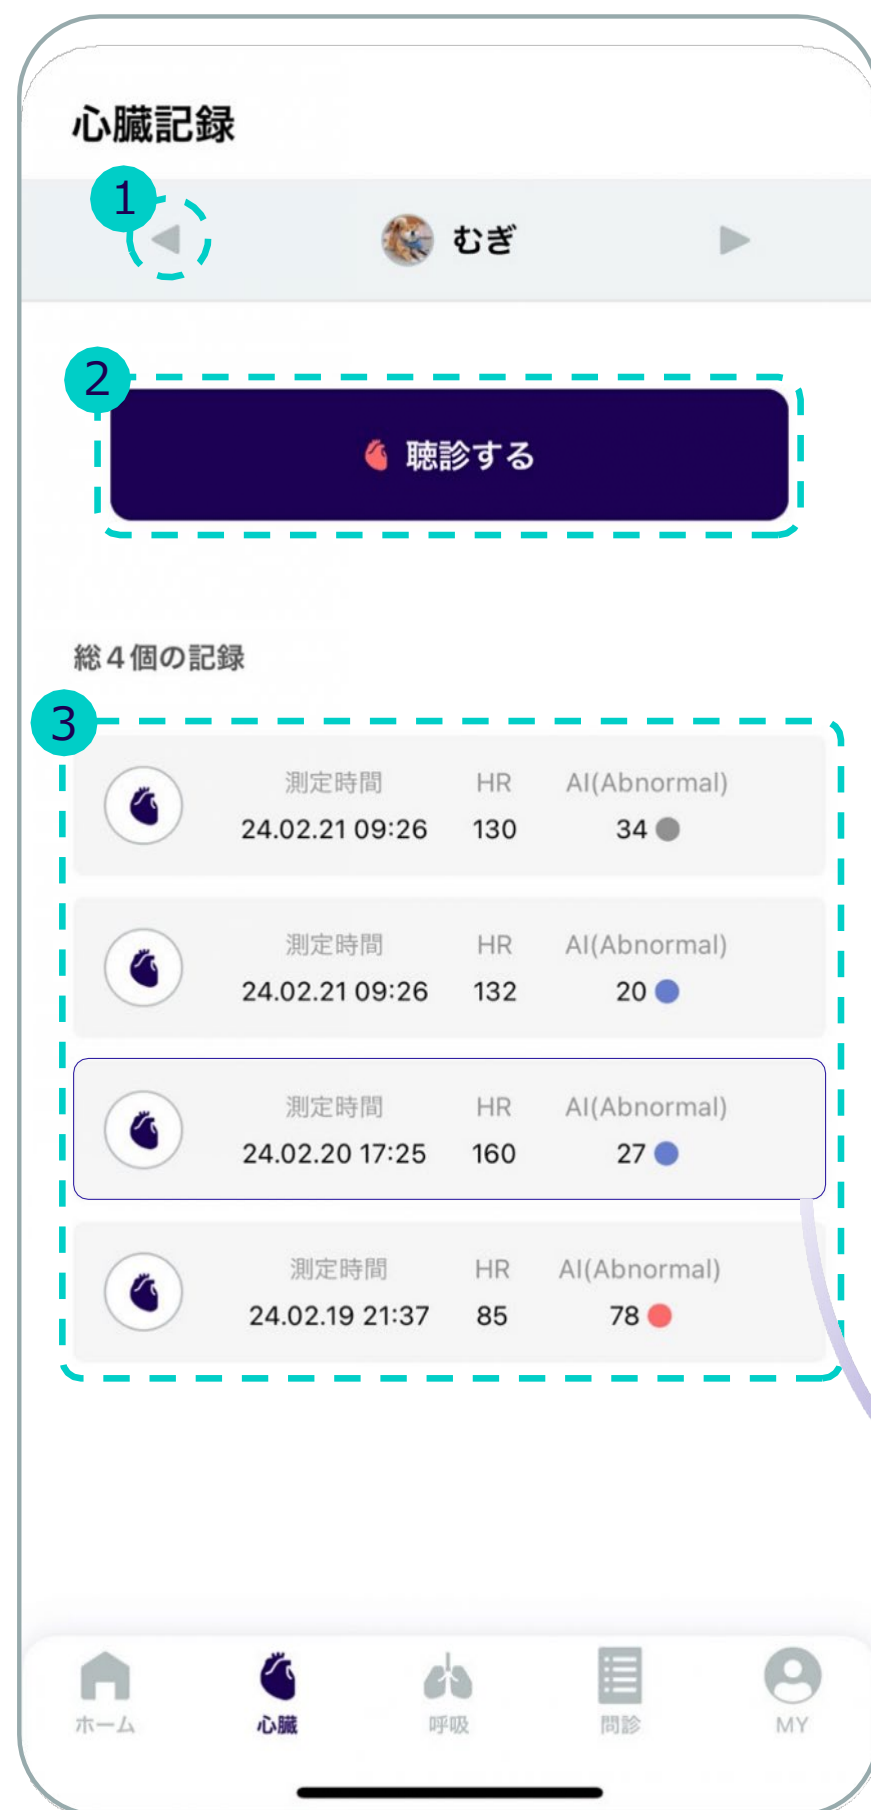 心臓記録
1
むぎ
2
聴診する
総4個の記録
3
測定時間 HR AI(Abnormal)
24.02.21 09:26 130 34
測定時間 HR AI(Abnormal)
24.02.21 09:26 132 20
測定時間 HR AI(Abnormal)
24.02.20 17:25 160 27
測定時間 HR AI(Abnormal)
24.02.19 21:37 85 78
ホーム 心臓 呼吸 問診 MY